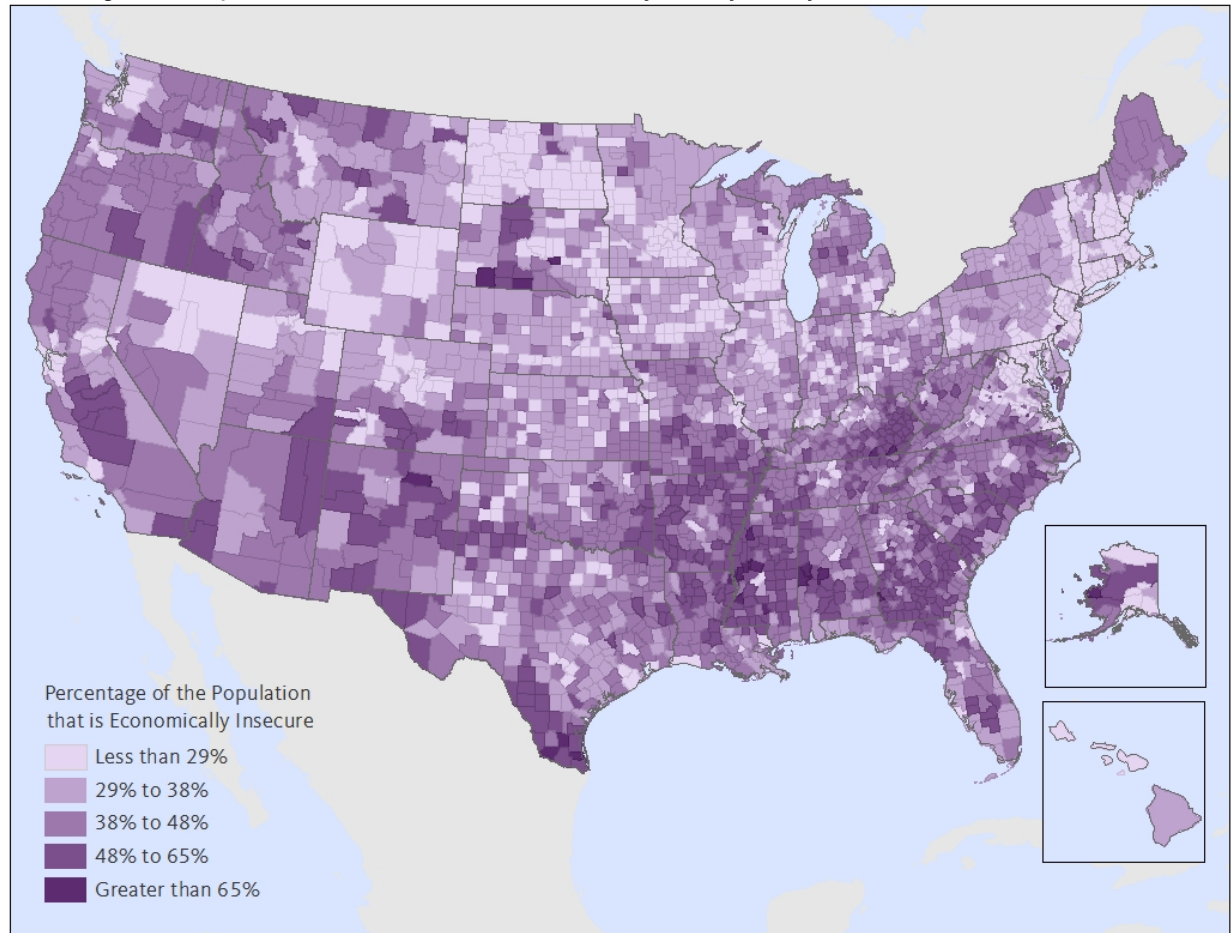 Percentage of the Population
that is Economically Insecure
Less than 29%
29% to 38%
38% to 48%
48% to 65%
Greater than 65%